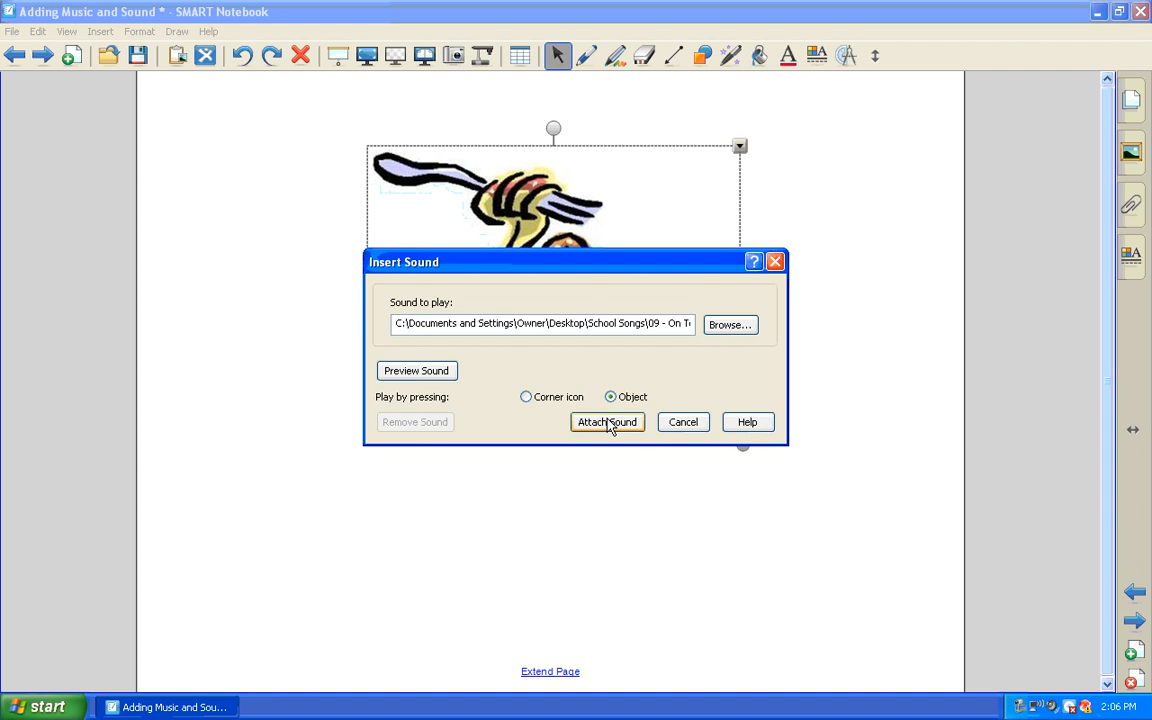 Adding Music and Sound * - SMART Notebook
File Edit View Insert Format Draw Help
Insert Sound
Sound to play:
C:\Documents and Settings\Owner\Desktop\School Songs\09 - On T
Browse...
Preview Sound
Play by pressing:
Corner icon
Object
Remove Sound
Attach Sound
Cancel
Help
Extend Page
start
Adding Music and Sou...
2:06 PM